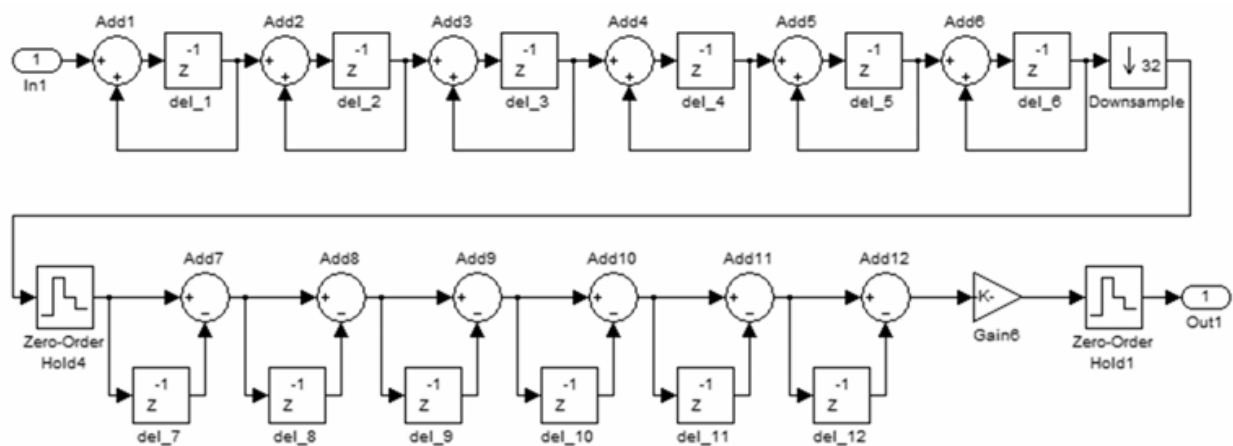 Add1 Add2 Add3 Add4 Add5 Add6
1 + + -1 Z + + -1 Z + + -1 Z + + -1 Z + + -1 Z + + -1 Z ↓ 32
In1 del_1 del_2 del_3 del_4 del_5 del_6 Downsample
Add7 Add8 Add9 Add10 Add11 Add12
+ − + − + − + − + − + − K- 1
Zero-Order Gain6 Zero-Order Out1
Hold4 Hold1
-1 -1 -1 -1 -1 -1
Z Z Z Z Z Z
del_7 del_8 del_9 del_10 del_11 del_12